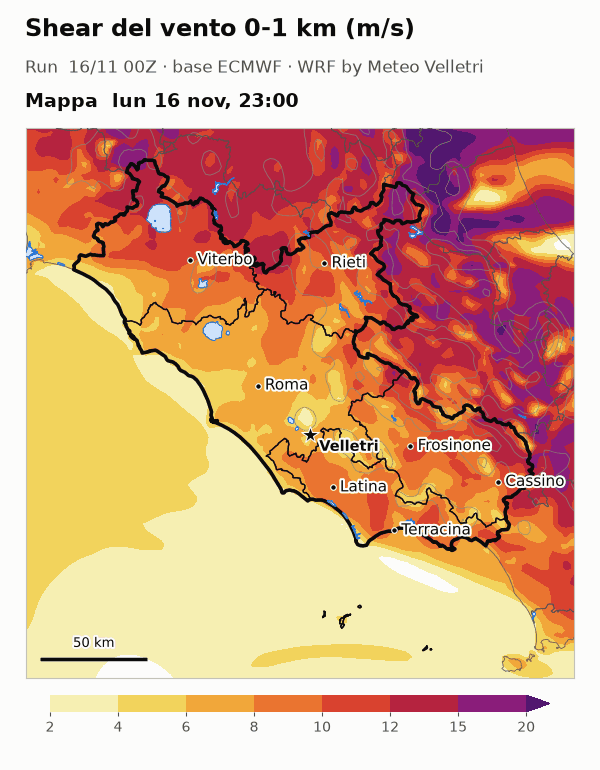 Shear del vento 0-1 km (m/s)
Run  16/11 00Z · base ECMWF · WRF by Meteo Velletri
Mappa  lun 16 nov, 23:00
Viterbo
Rieti
Roma
Velletri
Frosinone
Latina
Cassino
Terracina
50 km
2 4 6 8 10 12 15 20